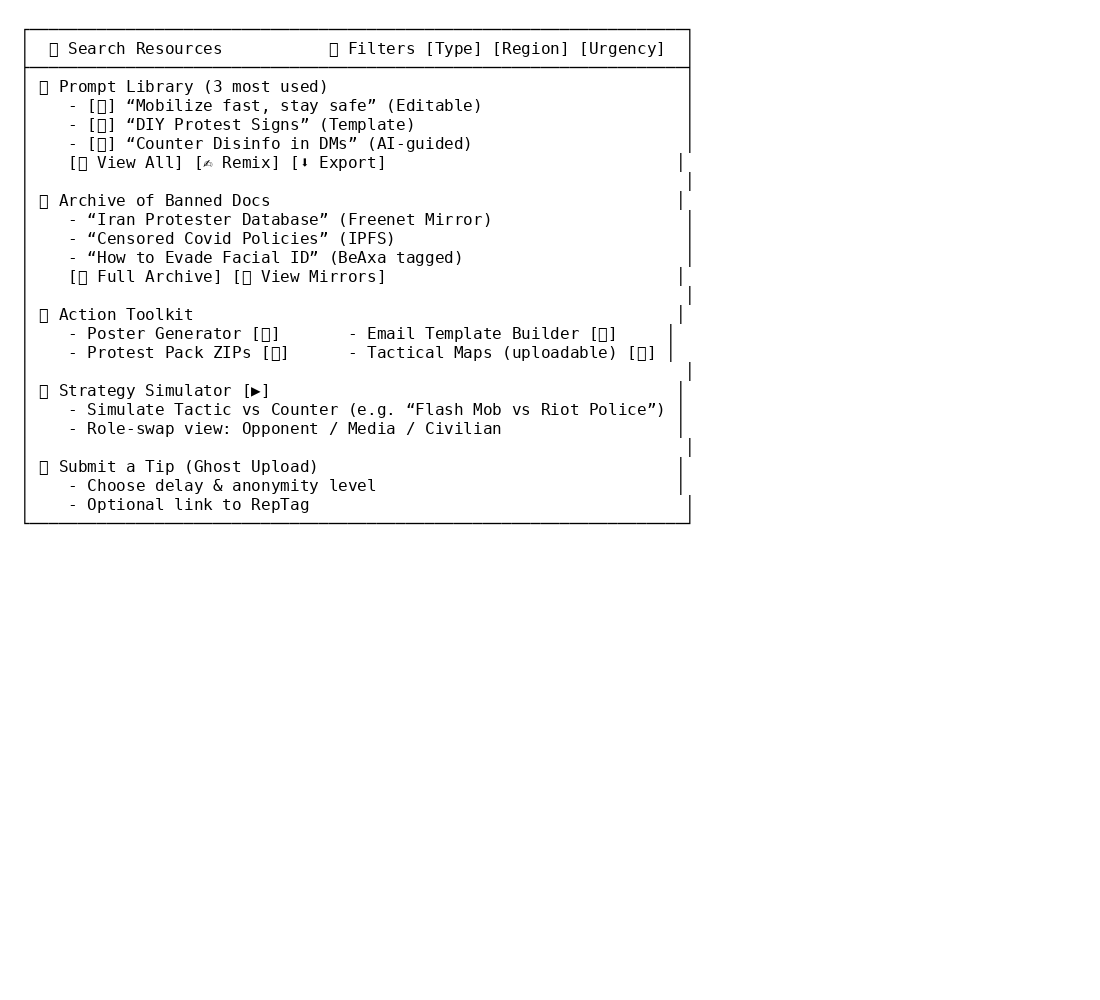 Search Resources Filters [Type] [Region] [Urgency]
Prompt Library (3 most used)
- [▯] “Mobilize fast, stay safe” (Editable)
- [▯] “DIY Protest Signs” (Template)
- [▯] “Counter Disinfo in DMs” (AI-guided)
[▯ View All] [✍ Remix] [⬇ Export]
Archive of Banned Docs
- “Iran Protester Database” (Freenet Mirror)
- “Censored Covid Policies” (IPFS)
- “How to Evade Facial ID” (BeAxa tagged)
[▯ Full Archive] [▯ View Mirrors]
Action Toolkit
- Poster Generator [▯] - Email Template Builder [▯]
- Protest Pack ZIPs [▯] - Tactical Maps (uploadable) [▯]
Strategy Simulator [▶]
- Simulate Tactic vs Counter (e.g. “Flash Mob vs Riot Police”)
- Role-swap view: Opponent / Media / Civilian
Submit a Tip (Ghost Upload)
- Choose delay & anonymity level
- Optional link to RepTag